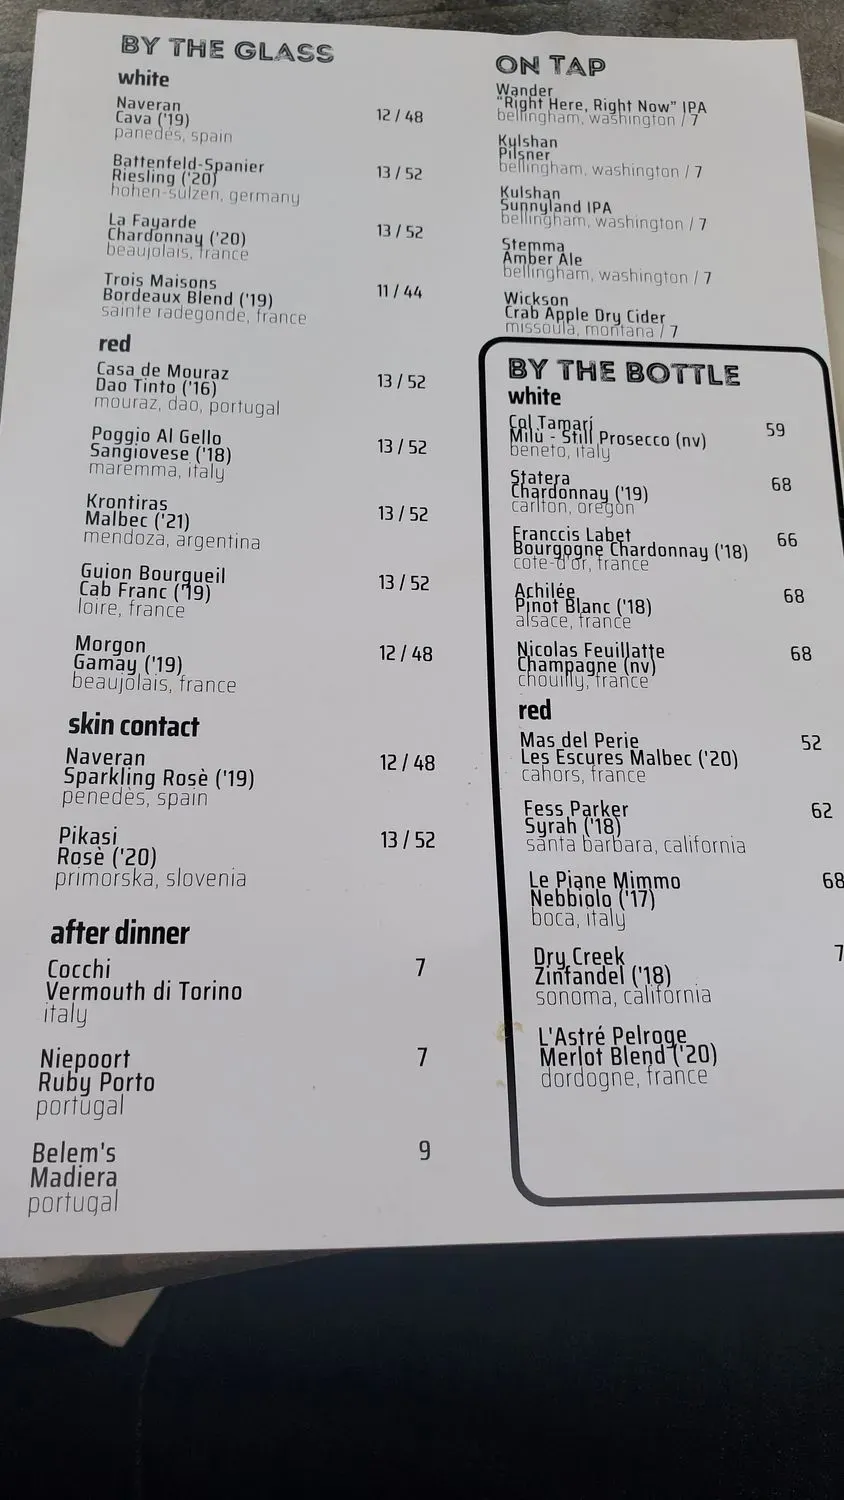 BY THE GLASS
white
Naveran
Cava ('19)
panedés, spain
12 / 48
Battenfeld-Spanier
Riesling ('20)
hohen-sulzen, germany
13 / 52
La Fayarde
Chardonnay ('20)
beaujolais, france
13 / 52
Trois Maisons
Bordeaux Blend ('19)
sainte radegonde, france
11 / 44
red
Casa de Mouraz
Dao Tinto ('16)
mouraz, dao, portugal
13 / 52
Poggio Al Gello
Sangiovese ('18)
maremma, italy
13 / 52
Krontiras
Malbec ('21)
mendoza, argentina
13 / 52
Guion Bourgueil
Cab Franc ('19)
loire, france
13 / 52
Morgon
Gamay ('19)
beaujolais, france
12 / 48
skin contact
Naveran
Sparkling Rosè ('19)
penedès, spain
12 / 48
Pikasi
Rosè ('20)
primorska, slovenia
13 / 52
after dinner
Cocchi
Vermouth di Torino
italy
7
Niepoort
Ruby Porto
portugal
7
Belem's
Madiera
portugal
9
ON TAP
Wander
"Right Here, Right Now" IPA
bellingham, washington / 7
Kulshan
Pilsner
bellingham, washington / 7
Kulshan
Sunnyland IPA
bellingham, washington / 7
Stemma
Amber Ale
bellingham, washington / 7
Wickson
Crab Apple Dry Cider
missoula, montana / 7
BY THE BOTTLE
white
Col Tamarí
Milù - Still Prosecco (nv)
beneto, italy
59
Statera
Chardonnay ('19)
carlton, oregon
68
Franccis Labet
Bourgogne Chardonnay ('18)
cote-d'or, france
66
Achilée
Pinot Blanc ('18)
alsace, france
68
Nicolas Feuillatte
Champagne (nv)
chouilly, france
68
red
Mas del Perie
Les Escures Malbec ('20)
cahors, france
52
Fess Parker
Syrah ('18)
santa barbara, california
62
Le Piane Mimmo
Nebbiolo ('17)
boca, italy
68
Dry Creek
Zinfandel ('18)
sonoma, california
L'Astré Pelroge
Merlot Blend ('20)
dordogne, france